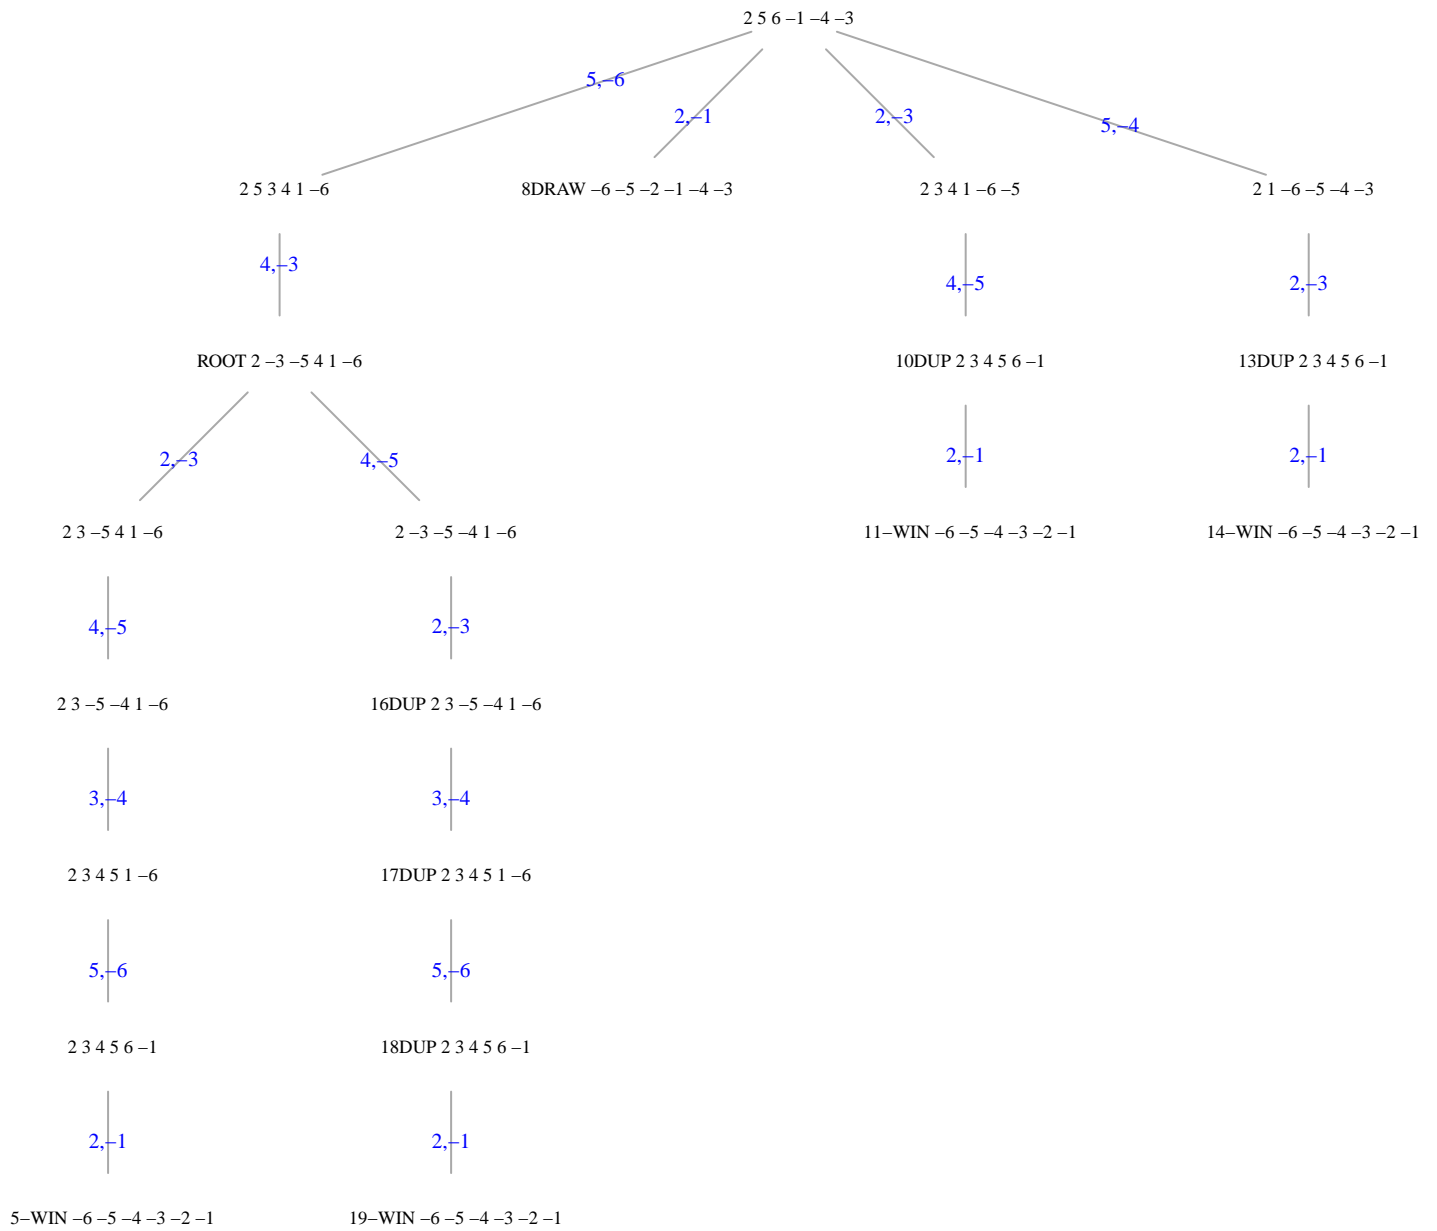 2 5 6 –1 –4 –3
5,–6
2,–1
2,–3
5,–4
2 5 3 4 1 –6
8DRAW –6 –5 –2 –1 –4 –3
2 3 4 1 –6 –5
2 1 –6 –5 –4 –3
4,–3
4,–5
2,–3
ROOT 2 –3 –5 4 1 –6
10DUP 2 3 4 5 6 –1
13DUP 2 3 4 5 6 –1
2,–3
4,–5
2,–1
2,–1
2 3 –5 4 1 –6
2 –3 –5 –4 1 –6
11–WIN –6 –5 –4 –3 –2 –1
14–WIN –6 –5 –4 –3 –2 –1
4,–5
2,–3
2 3 –5 –4 1 –6
16DUP 2 3 –5 –4 1 –6
3,–4
3,–4
2 3 4 5 1 –6
17DUP 2 3 4 5 1 –6
5,–6
5,–6
2 3 4 5 6 –1
18DUP 2 3 4 5 6 –1
2,–1
2,–1
5–WIN –6 –5 –4 –3 –2 –1
19–WIN –6 –5 –4 –3 –2 –1